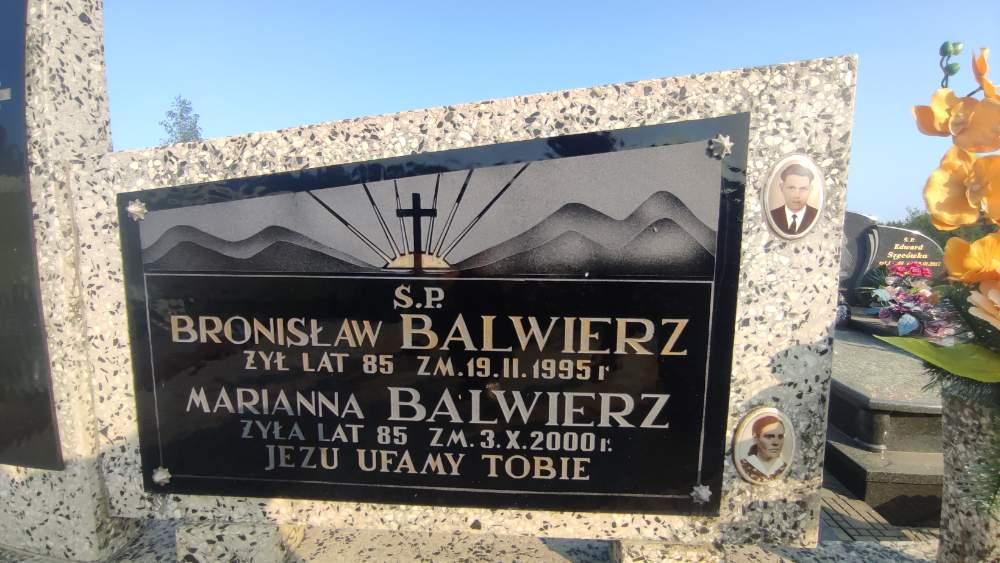 Ś.P.
BRONISŁAW BALWIERZ
ŻYŁ LAT 85 ZM. 19.II.1995 r
MARIANNA BALWIERZ
ŻYŁA LAT 85 ZM. 3.X.2000 r.
JEZU UFAMY TOBIE
Ś.P.
Edward